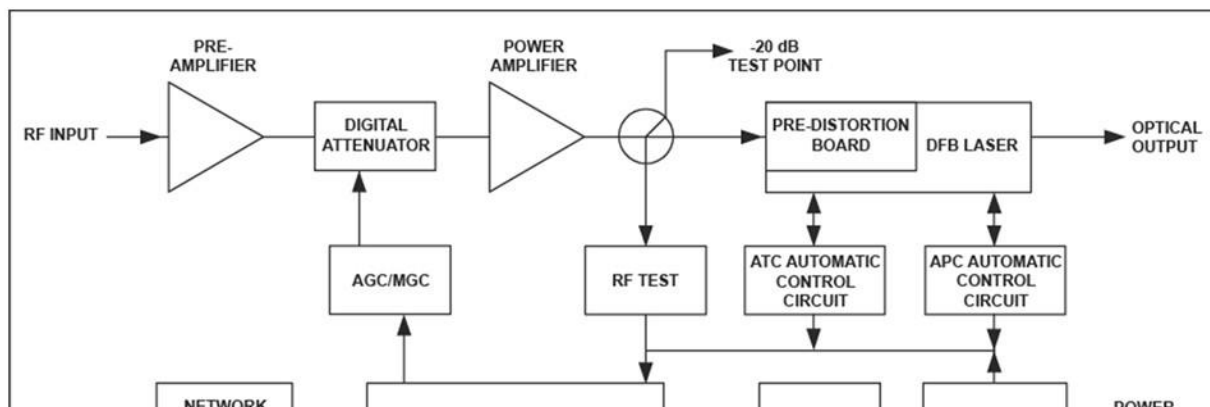 PRE-
AMPLIFIER
POWER
AMPLIFIER
-20 dB
TEST POINT
RF INPUT
DIGITAL
ATTENUATOR
PRE-DISTORTION
BOARD
DFB LASER
OPTICAL
OUTPUT
AGC/MGC
RF TEST
ATC AUTOMATIC
CONTROL
CIRCUIT
APC AUTOMATIC
CONTROL
CIRCUIT
NETWORK
POWER